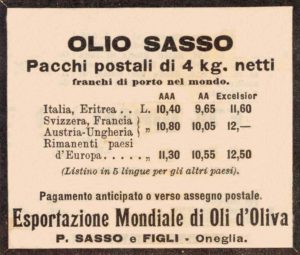 OLIO SASSO
Pacchi postali di 4 kg. netti
franchi di porto nel mondo.
AAA AA Excelsior
Italia, Eritrea . . L. 10,40 9,65 11,60
Svizzera, Francia
Austria-Ungheria } „ 10,80 10,05 12,—
Rimanenti paesi
d'Europa . . . . „ 11,30 10,55 12,50
(Listino in 5 lingue per gli altri paesi).
Pagamento anticipato o verso assegno postale.
Esportazione Mondiale di Oli d'Oliva
P. SASSO e FIGLI - Oneglia.